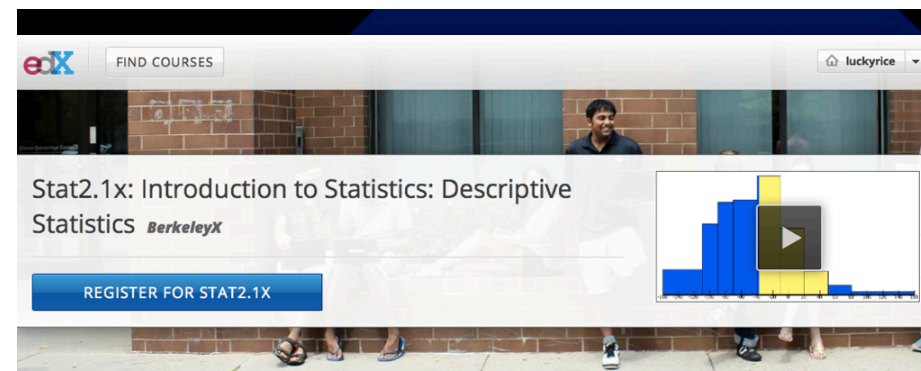 edX
FIND COURSES
luckyrice
Stat2.1x: Introduction to Statistics: Descriptive
Statistics BerkeleyX
REGISTER FOR STAT2.1X